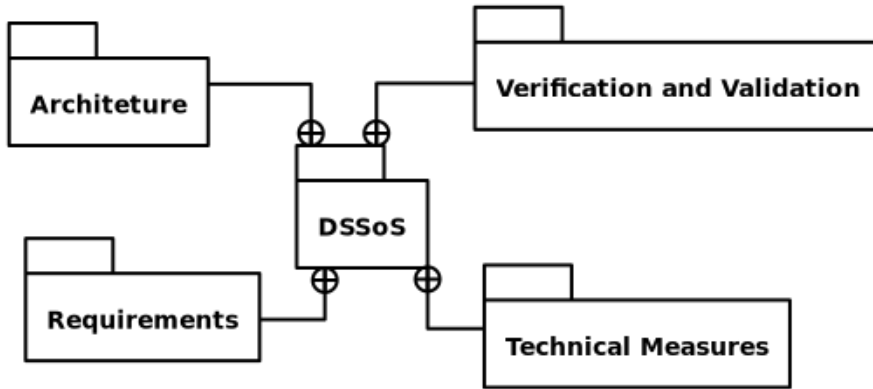 Architeture
Verification and Validation
DSSoS
Requirements
Technical Measures